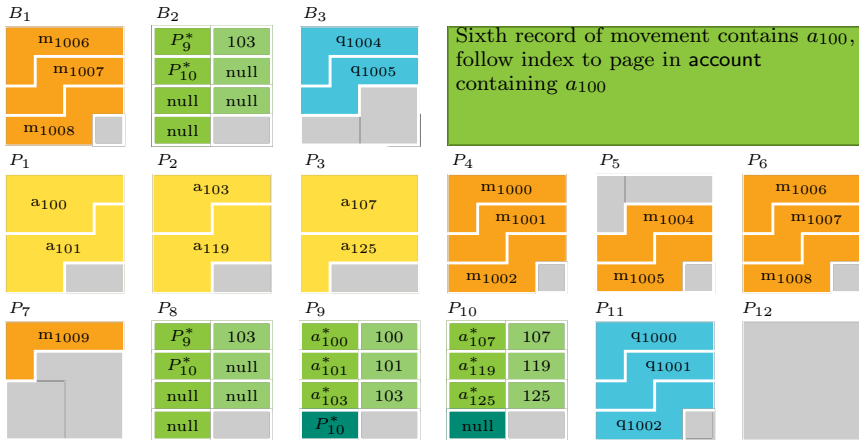 B₁ B₂ B₃
m₁₀₀₆ P₉* 103 q₁₀₀₄ Sixth record of movement contains a₁₀₀,
m₁₀₀₇ P₁₀* null q₁₀₀₅ follow index to page in account
null null containing a₁₀₀
m₁₀₀₈ null
P₁ P₂ P₃ P₄ P₅ P₆
a₁₀₀ a₁₀₃ a₁₀₇ m₁₀₀₀ m₁₀₀₆
m₁₀₀₁ m₁₀₀₄ m₁₀₀₇
a₁₀₁ a₁₁₉ a₁₂₅
m₁₀₀₂ m₁₀₀₅ m₁₀₀₈
P₇ P₈ P₉ P₁₀ P₁₁ P₁₂
m₁₀₀₉ P₉* 103 a₁₀₀* 100 a₁₀₇* 107 q₁₀₀₀
P₁₀* null a₁₀₁* 101 a₁₁₉* 119 q₁₀₀₁
null null a₁₀₃* 103 a₁₂₅* 125
null P₁₀* null q₁₀₀₂